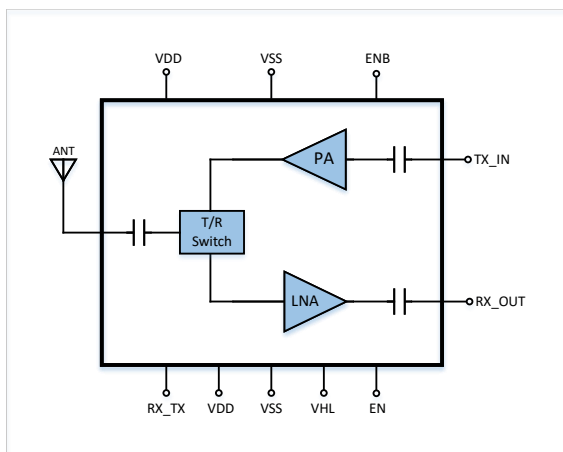 VDD
VSS
ENB
ANT
PA
TX_IN
T/R
Switch
LNA
RX_OUT
RX_TX
VDD
VSS
VHL
EN